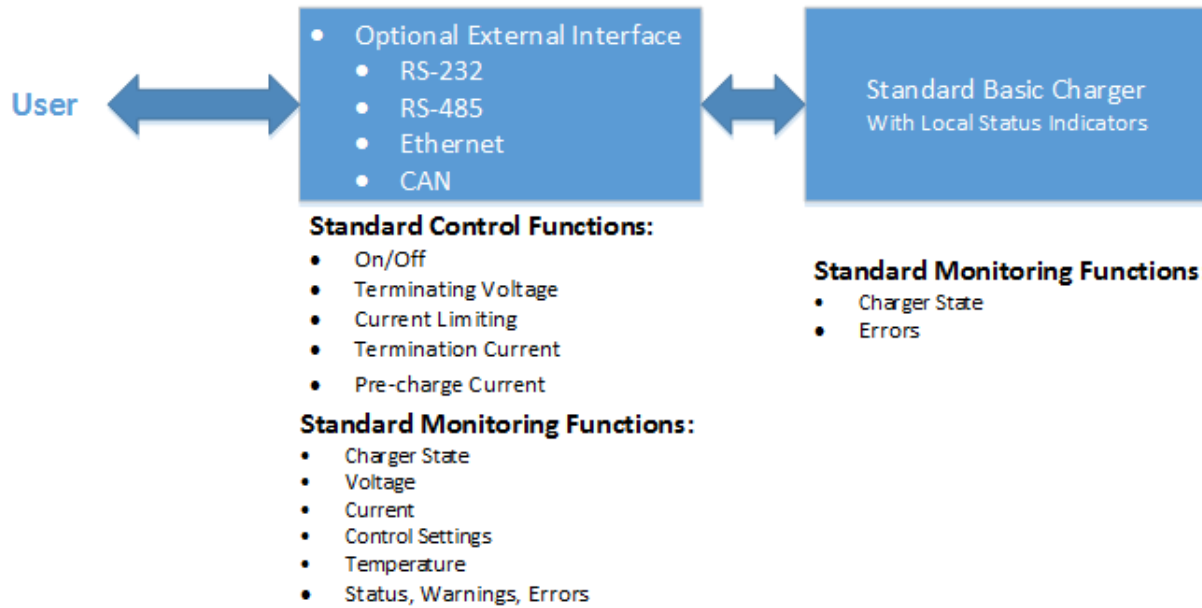 User
• Optional External Interface
• RS-232
• RS-485
• Ethernet
• CAN
Standard Basic Charger
With Local Status Indicators
Standard Control Functions:
• On/Off
• Terminating Voltage
• Current Limiting
• Termination Current
• Pre-charge Current
Standard Monitoring Functions:
• Charger State
• Voltage
• Current
• Control Settings
• Temperature
• Status, Warnings, Errors
Standard Monitoring Functions
• Charger State
• Errors